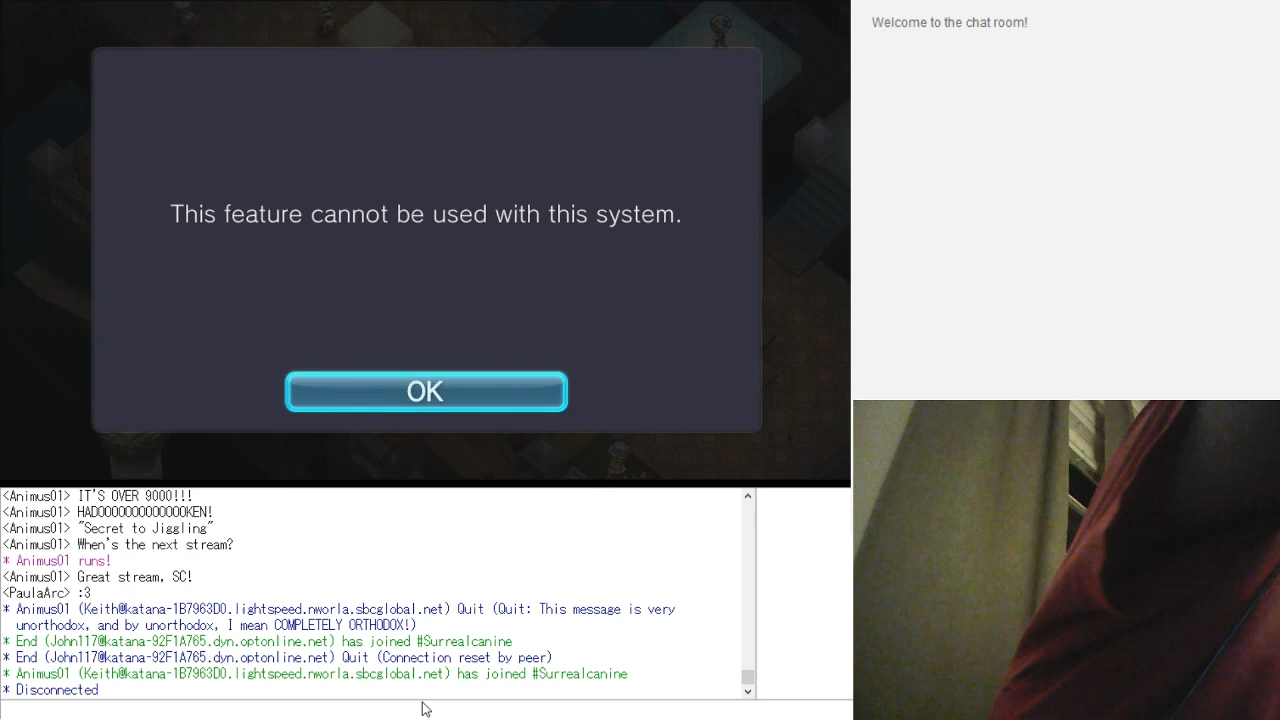 This feature cannot be used with this system.
OK
Welcome to the chat room!
<Animus01> IT'S OVER 9000!!!
<Animus01> HADOOOOOOOOOOOOOKEN!
<Animus01> "Secret to Jiggling"
<Animus01> When's the next stream?
* Animus01 runs!
<Animus01> Great stream, SC!
<PaulaArc> :3
* Animus01 (Keith@katana-1B7963D0.lightspeed.nworla.sbcglobal.net) Quit (Quit: This message is very
unorthodox, and by unorthodox, I mean COMPLETELY ORTHODOX!)
* End (John117@katana-92F1A765.dyn.optonline.net) has joined #Surrealcanine
* End (John117@katana-92F1A765.dyn.optonline.net) Quit (Connection reset by peer)
* Animus01 (Keith@katana-1B7963D0.lightspeed.nworla.sbcglobal.net) has joined #Surrealcanine
* Disconnected